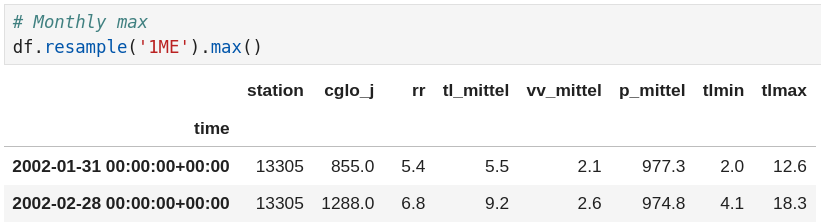 # Monthly max
df.resample('1ME').max()
station cglo_j rr tl_mittel vv_mittel p_mittel tlmin tlmax
time
2002-01-31 00:00:00+00:00 13305 855.0 5.4 5.5 2.1 977.3 2.0 12.6
2002-02-28 00:00:00+00:00 13305 1288.0 6.8 9.2 2.6 974.8 4.1 18.3